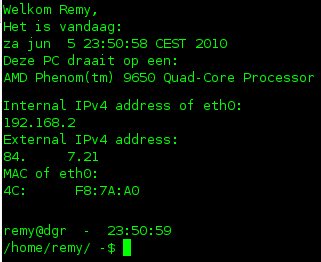 Welkom Remy,
Het is vandaag:
za jun  5 23:50:58 CEST 2010
Deze PC draait op een:
AMD Phenom(tm) 9650 Quad-Core Processor
Internal IPv4 address of eth0:
192.168.2
External IPv4 address:
84.     7.21
MAC of eth0:
4C:      F8:7A:A0
remy@dgr  -  23:50:59
/home/remy/ -$